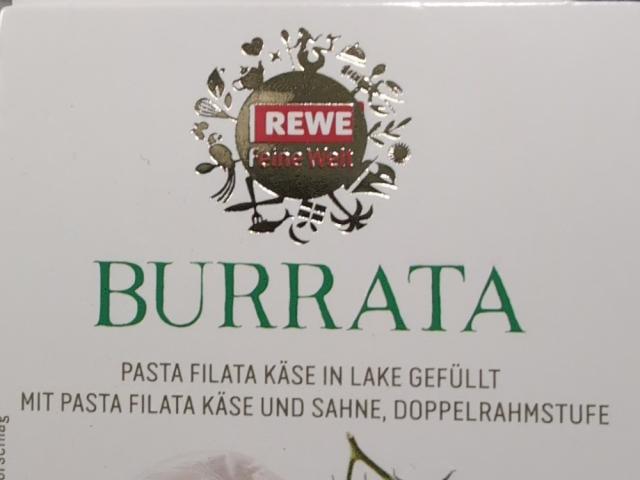 REWE
Feine Welt
BURRATA
PASTA FILATA KÄSE IN LAKE GEFÜLLT
MIT PASTA FILATA KÄSE UND SAHNE, DOPPELRAHMSTUFE